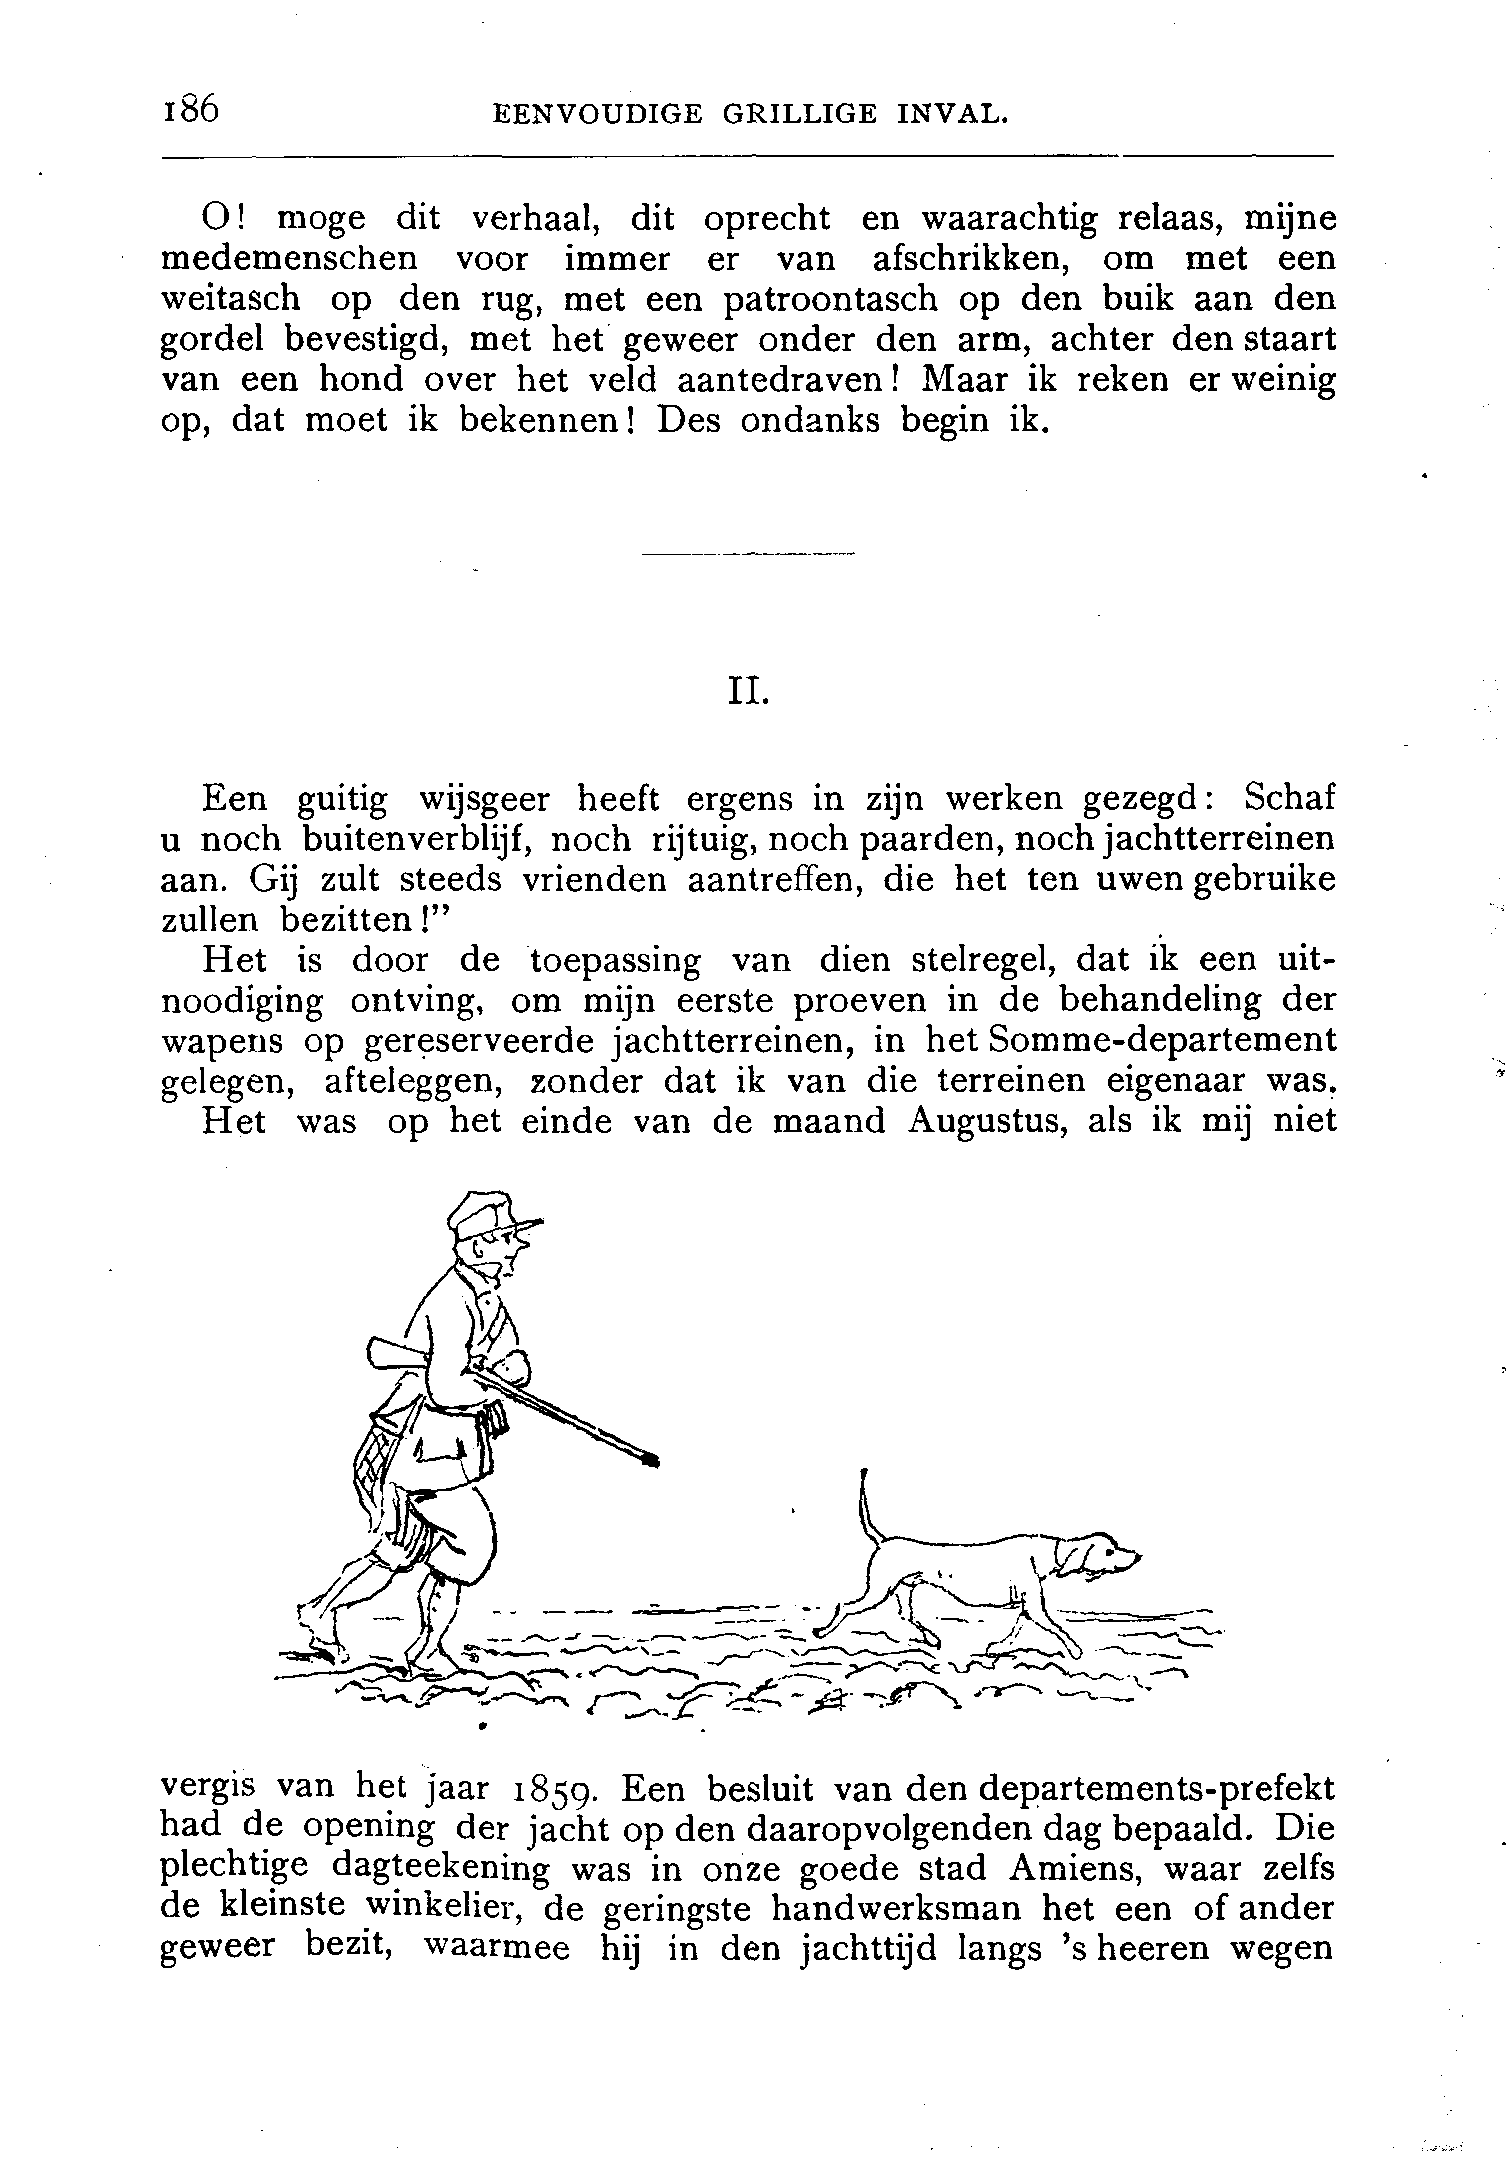 186 EENVOUDIGE GRILLIGE INVAL.
O! moge dit verhaal, dit oprecht en waarachtig relaas, mijne
medemenschen voor immer er van afschrikken, om met een
weitasch op den rug, met een patroontasch op den buik aan den
gordel bevestigd, met het geweer onder den arm, achter den staart
van een hond over het veld aantedraven! Maar ik reken er weinig
op, dat moet ik bekennen! Des ondanks begin ik.
II.
Een guitig wijsgeer heeft ergens in zijn werken gezegd: Schaf
u noch buitenverblijf, noch rijtuig, noch paarden, noch jachtterreinen
aan. Gij zult steeds vrienden aantreffen, die het ten uwen gebruike
zullen bezitten!”
Het is door de toepassing van dien stelregel, dat ik een uit-
noodiging ontving, om mijn eerste proeven in de behandeling der
wapens op gereserveerde jachtterreinen, in het Somme-departement
gelegen, afteleggen, zonder dat ik van die terreinen eigenaar was.
Het was op het einde van de maand Augustus, als ik mij niet
vergis van het jaar 1859. Een besluit van den departements-prefekt
had de opening der jacht op den daaropvolgenden dag bepaald. Die
plechtige dagteekening was in onze goede stad Amiens, waar zelfs
de kleinste winkelier, de geringste handwerksman het een of ander
geweer bezit, waarmee hij in den jachttijd langs ’s heeren wegen